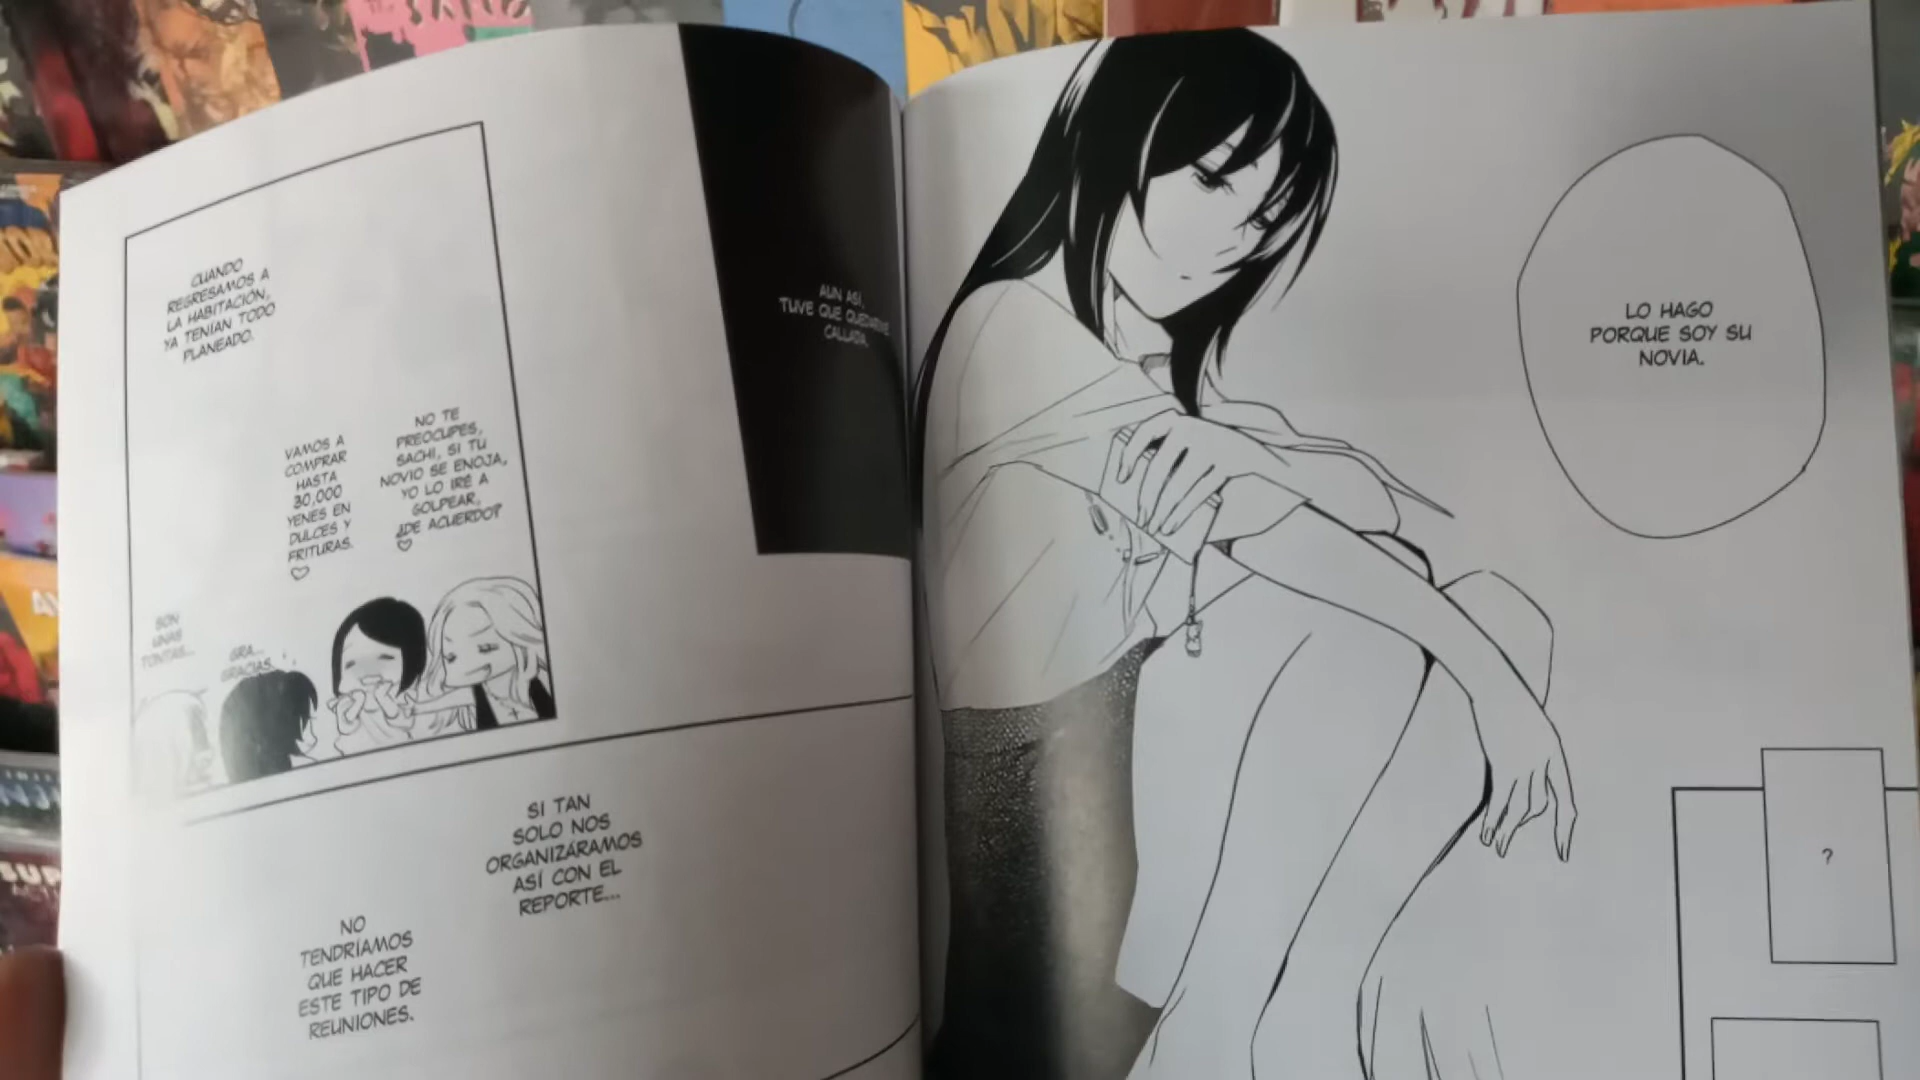 CUANDO
REGRESAMOS A
LA HABITACIÓN,
YA TENÍAN TODO
PLANEADO.
NO TE
PREOCUPES,
SACHI, SI TU
NOVIO SE ENOJA,
YO LO IRÉ A
GOLPEAR,
¿DE ACUERDO?
VAMOS A
COMPRAR
HASTA
30,000
YENES EN
DULCES Y
FRITURAS.
GRA...
GRACIAS...
SON
UNAS
TONTAS...
AUN ASÍ,
TUVE QUE QUEDARME
CALLADA.
SI TAN
SOLO NOS
ORGANIZÁRAMOS
ASÍ CON EL
REPORTE...
NO
TENDRÍAMOS
QUE HACER
ESTE TIPO DE
REUNIONES.
LO HAGO
PORQUE SOY SU
NOVIA.
?